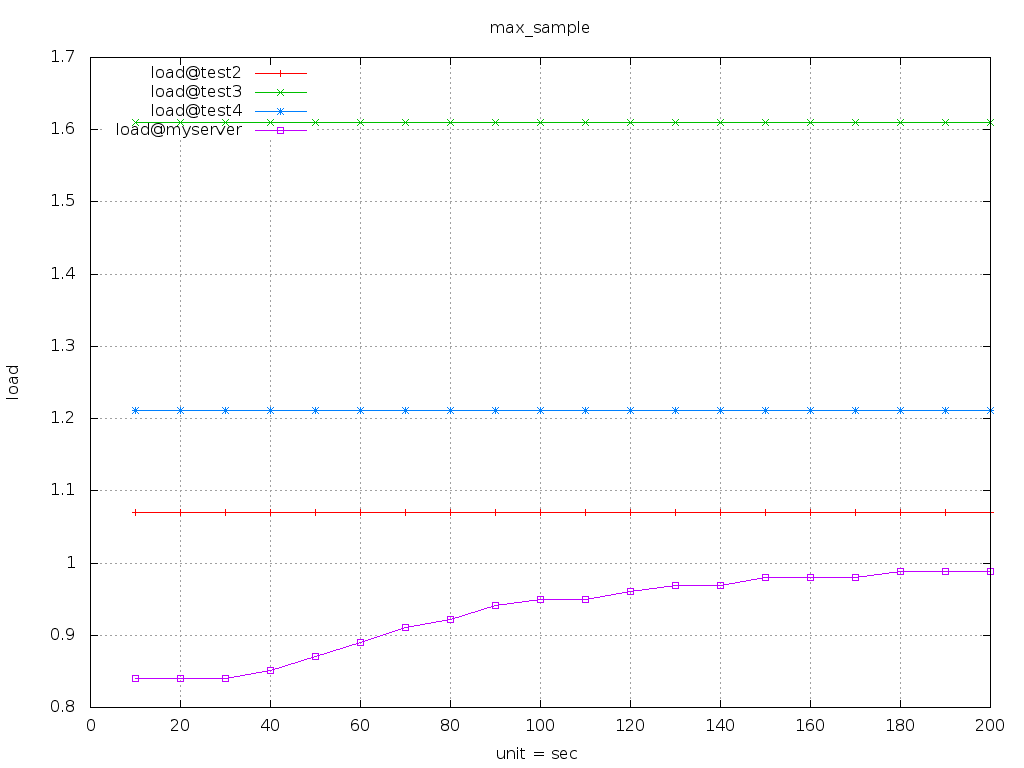 max_sample
1.7
load@test2
load@test3
load@test4
1.6
load@myserver
1.5
1.4
1.3
load
1.2
1.1
1
0.9
0.8
0 20 40 60 80 100 120 140 160 180 200
unit = sec